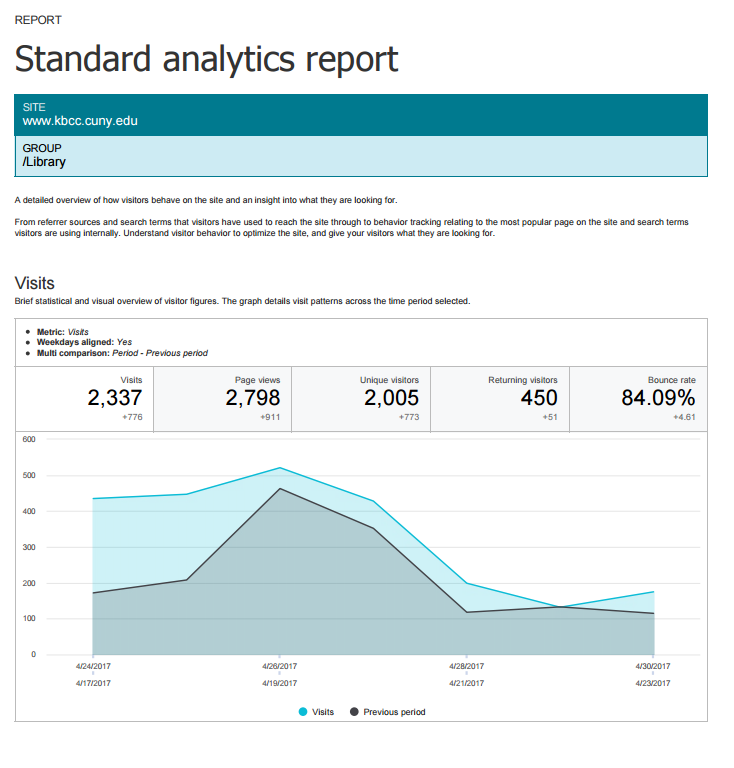 REPORT
Standard analytics report
SITE
www.kbcc.cuny.edu
GROUP
/Library
A detailed overview of how visitors behave on the site and an insight into what they are looking for.
From referrer sources and search terms that visitors have used to reach the site through to behavior tracking relating to the most popular page on the site and search terms
visitors are using internally. Understand visitor behavior to optimize the site, and give your visitors what they are looking for.
Visits
Brief statistical and visual overview of visitor figures. The graph details visit patterns across the time period selected.
• Metric: Visits
• Weekdays aligned: Yes
• Multi comparison: Period - Previous period
Visits Page views Unique visitors Returning visitors Bounce rate
2,337 2,798 2,005 450 84.09%
+776 +911 +773 +51 +4.61
600
500
400
300
200
100
0
4/24/2017 4/26/2017 4/28/2017 4/30/2017
4/17/2017 4/19/2017 4/21/2017 4/23/2017
Visits Previous period